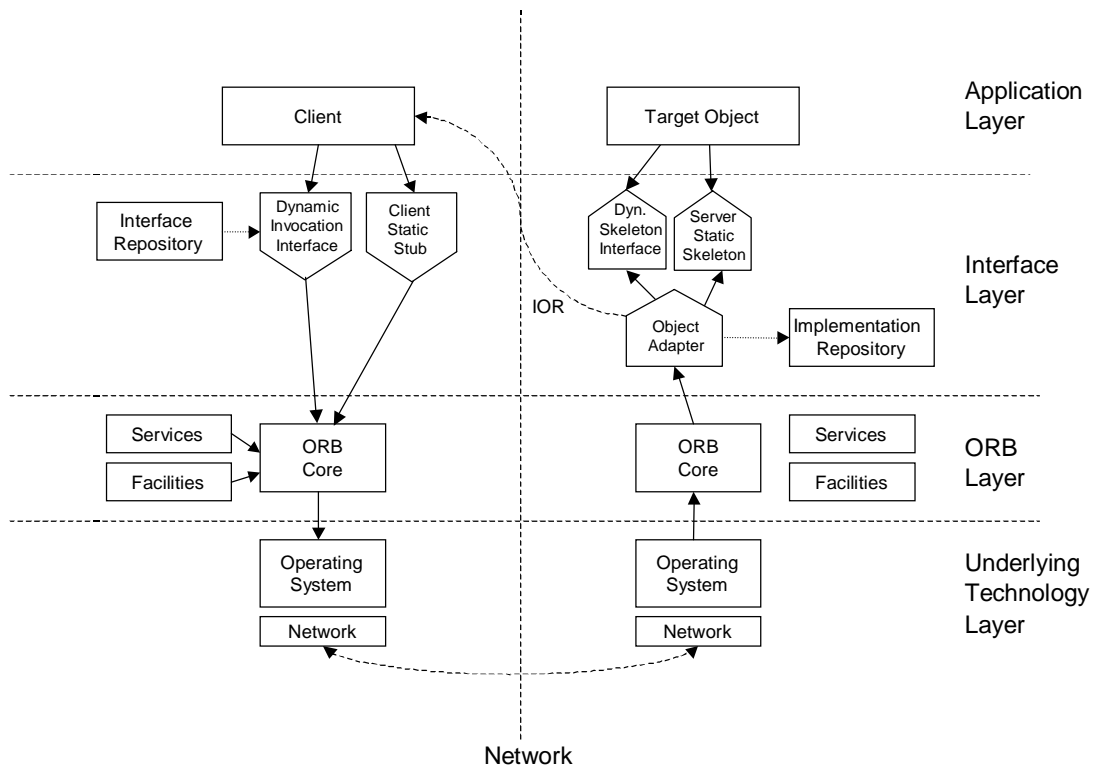 Client
Target Object
Application
Layer
Interface
Repository
Dynamic
Invocation
Interface
Client
Static
Stub
Dyn.
Skeleton
Interface
Server
Static
Skeleton
Interface
Layer
IOR
Object
Adapter
Implementation
Repository
Services
Facilities
ORB
Core
ORB
Core
Services
Facilities
ORB
Layer
Operating
System
Network
Operating
System
Network
Underlying
Technology
Layer
Network